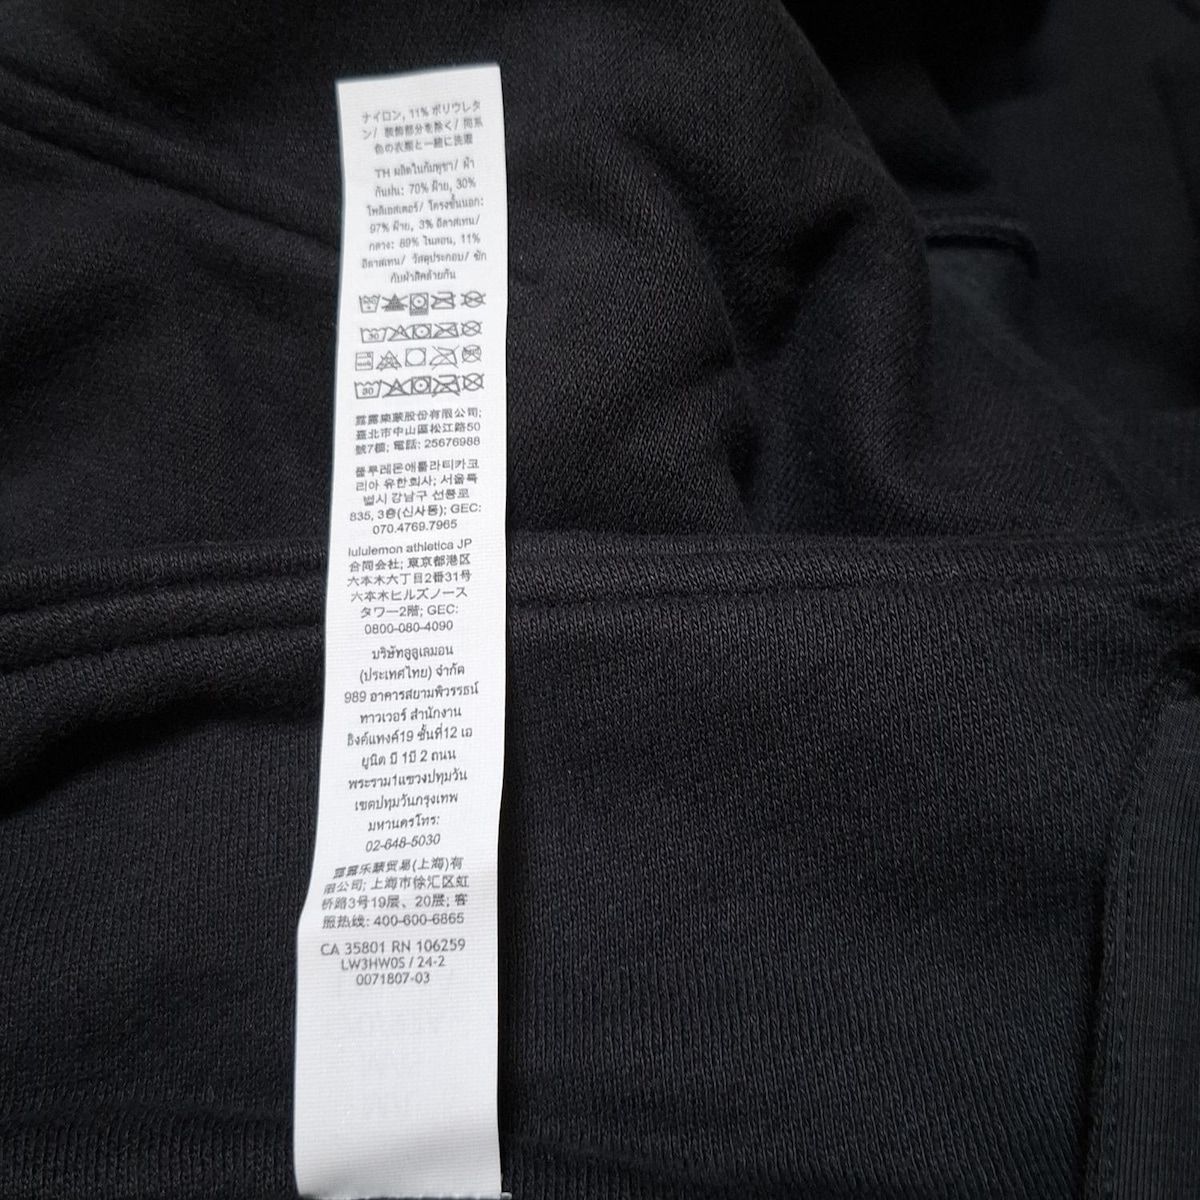 ナイロン, 11% ポリウレタ
ン/ 装飾部分を除く/ 同系
色の衣類と一緒に洗濯
TH ผลิตในกัมพูชา/ ผ้า
กันฝน: 70% ฝ้าย, 30%
โพลีเอสเตอร์/ โครงชั้นนอก:
97% ฝ้าย, 3% อีลาสเทน/
กลาง: 89% ไนลอน, 11%
อีลาสเทน/ วัสดุประกอบ/ ซัก
กับผ้าสีคล้ายกัน
露露樂蒙股份有限公司;
臺北市中山區松江路50
號7樓; 電話: 25676988
룰루레몬애틀라티카코
리아 유한회사; 서울특
별시 강남구 선릉로
835, 3층(신사동); GEC:
070.4769.7965
lululemon athletica JP
合同会社; 東京都港区
六本木六丁目2番31号
六本木ヒルズノース
タワー2階; GEC:
0800-080-4090
บริษัทลูลูเลมอน
(ประเทศไทย) จำกัด
989 อาคารสยามพิวรรธน์
ทาวเวอร์ สำนักงาน
อิงค์แทงค์19 ชั้นที่12 เอ
ยูนิต บี 1บี 2 ถนน
พระราม1แขวงปทุมวัน
เขตปทุมวันกรุงเทพ
มหานครโทร:
02-648-5030
露露乐蒙贸易(上海)有
限公司; 上海市徐汇区虹
桥路3号19层、20层; 客
服热线: 400-600-6865
CA 35801 RN 106259
LW3HW0S / 24-2
0071807-03